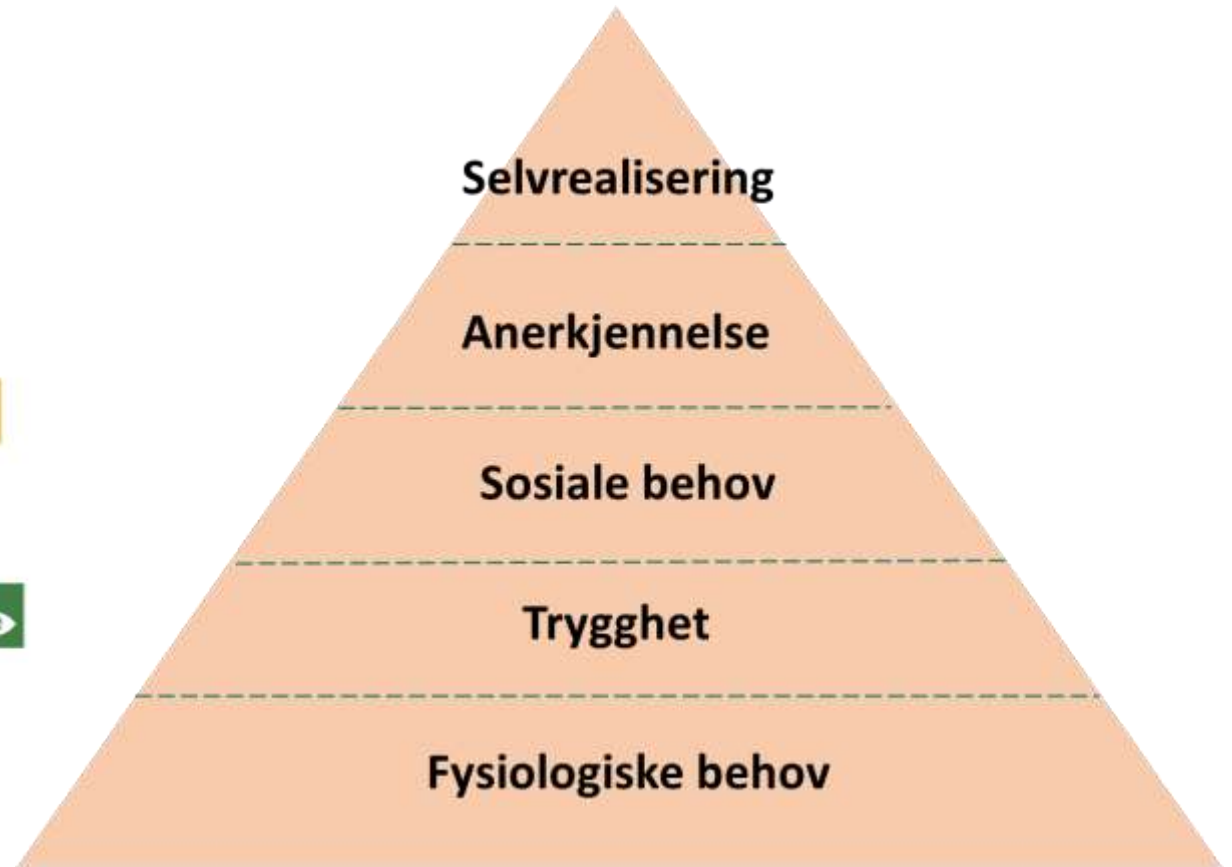 Selvrealisering
Anerkjennelse
Sosiale behov
Trygghet
Fysiologiske behov